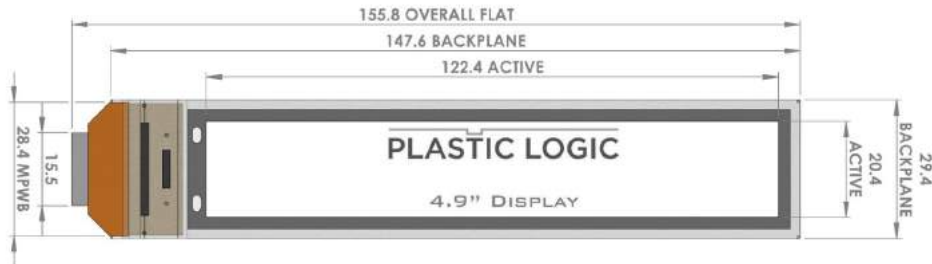 155.8 OVERALL FLAT
147.6 BACKPLANE
122.4 ACTIVE
28.4 MPWB
15.5
PLASTIC LOGIC
4.9" DISPLAY
20.4
ACTIVE
29.4
BACKPLANE